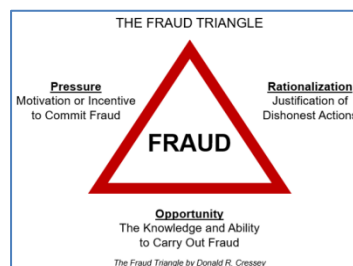 THE FRAUD TRIANGLE
Pressure
Motivation or Incentive
to Commit Fraud
Rationalization
Justification of
Dishonest Actions
FRAUD
Opportunity
The Knowledge and Ability
to Carry Out Fraud
The Fraud Triangle by Donald R. Cressey